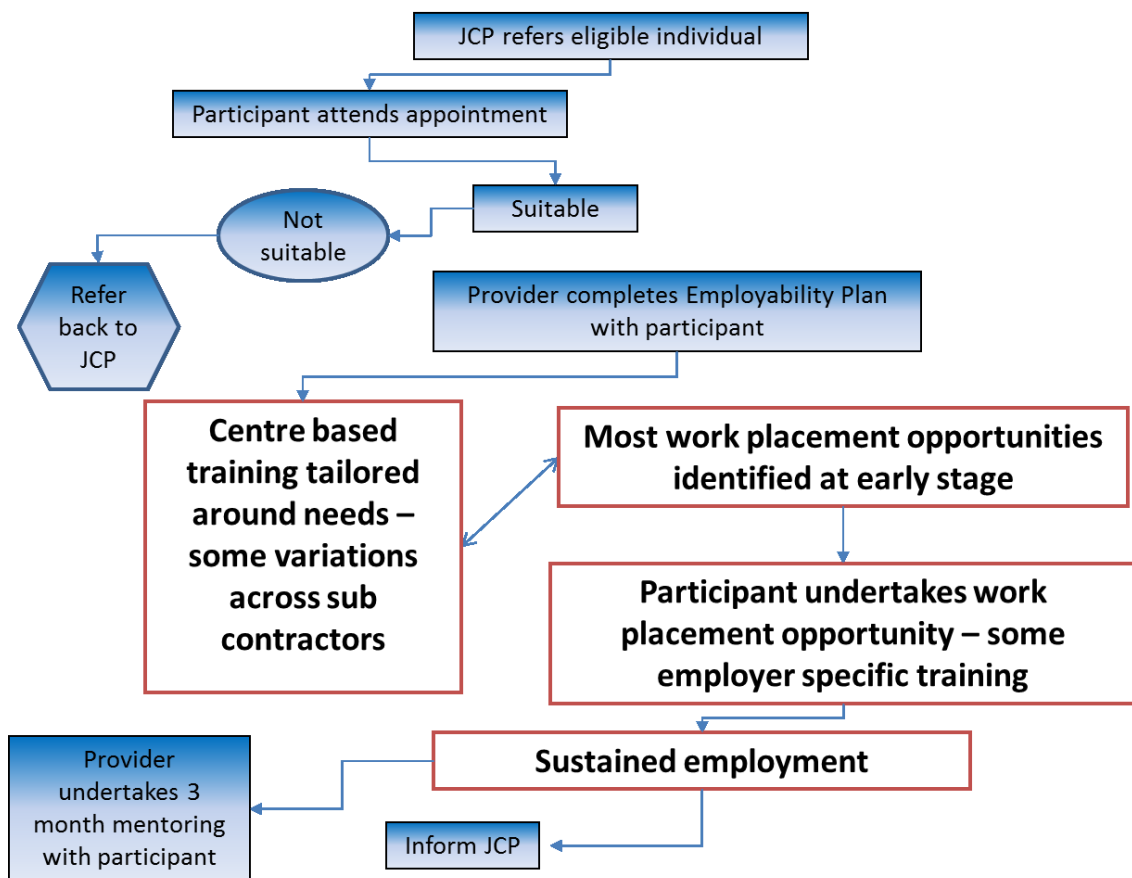 JCP refers eligible individual
Participant attends appointment
Suitable
Not
suitable
Refer
back to
JCP
Provider completes Employability Plan
with participant
Centre based
training tailored
around needs –
some variations
across sub
contractors
Most work placement opportunities
identified at early stage
Participant undertakes work
placement opportunity – some
employer specific training
Sustained employment
Provider
undertakes 3
month mentoring
with participant
Inform JCP